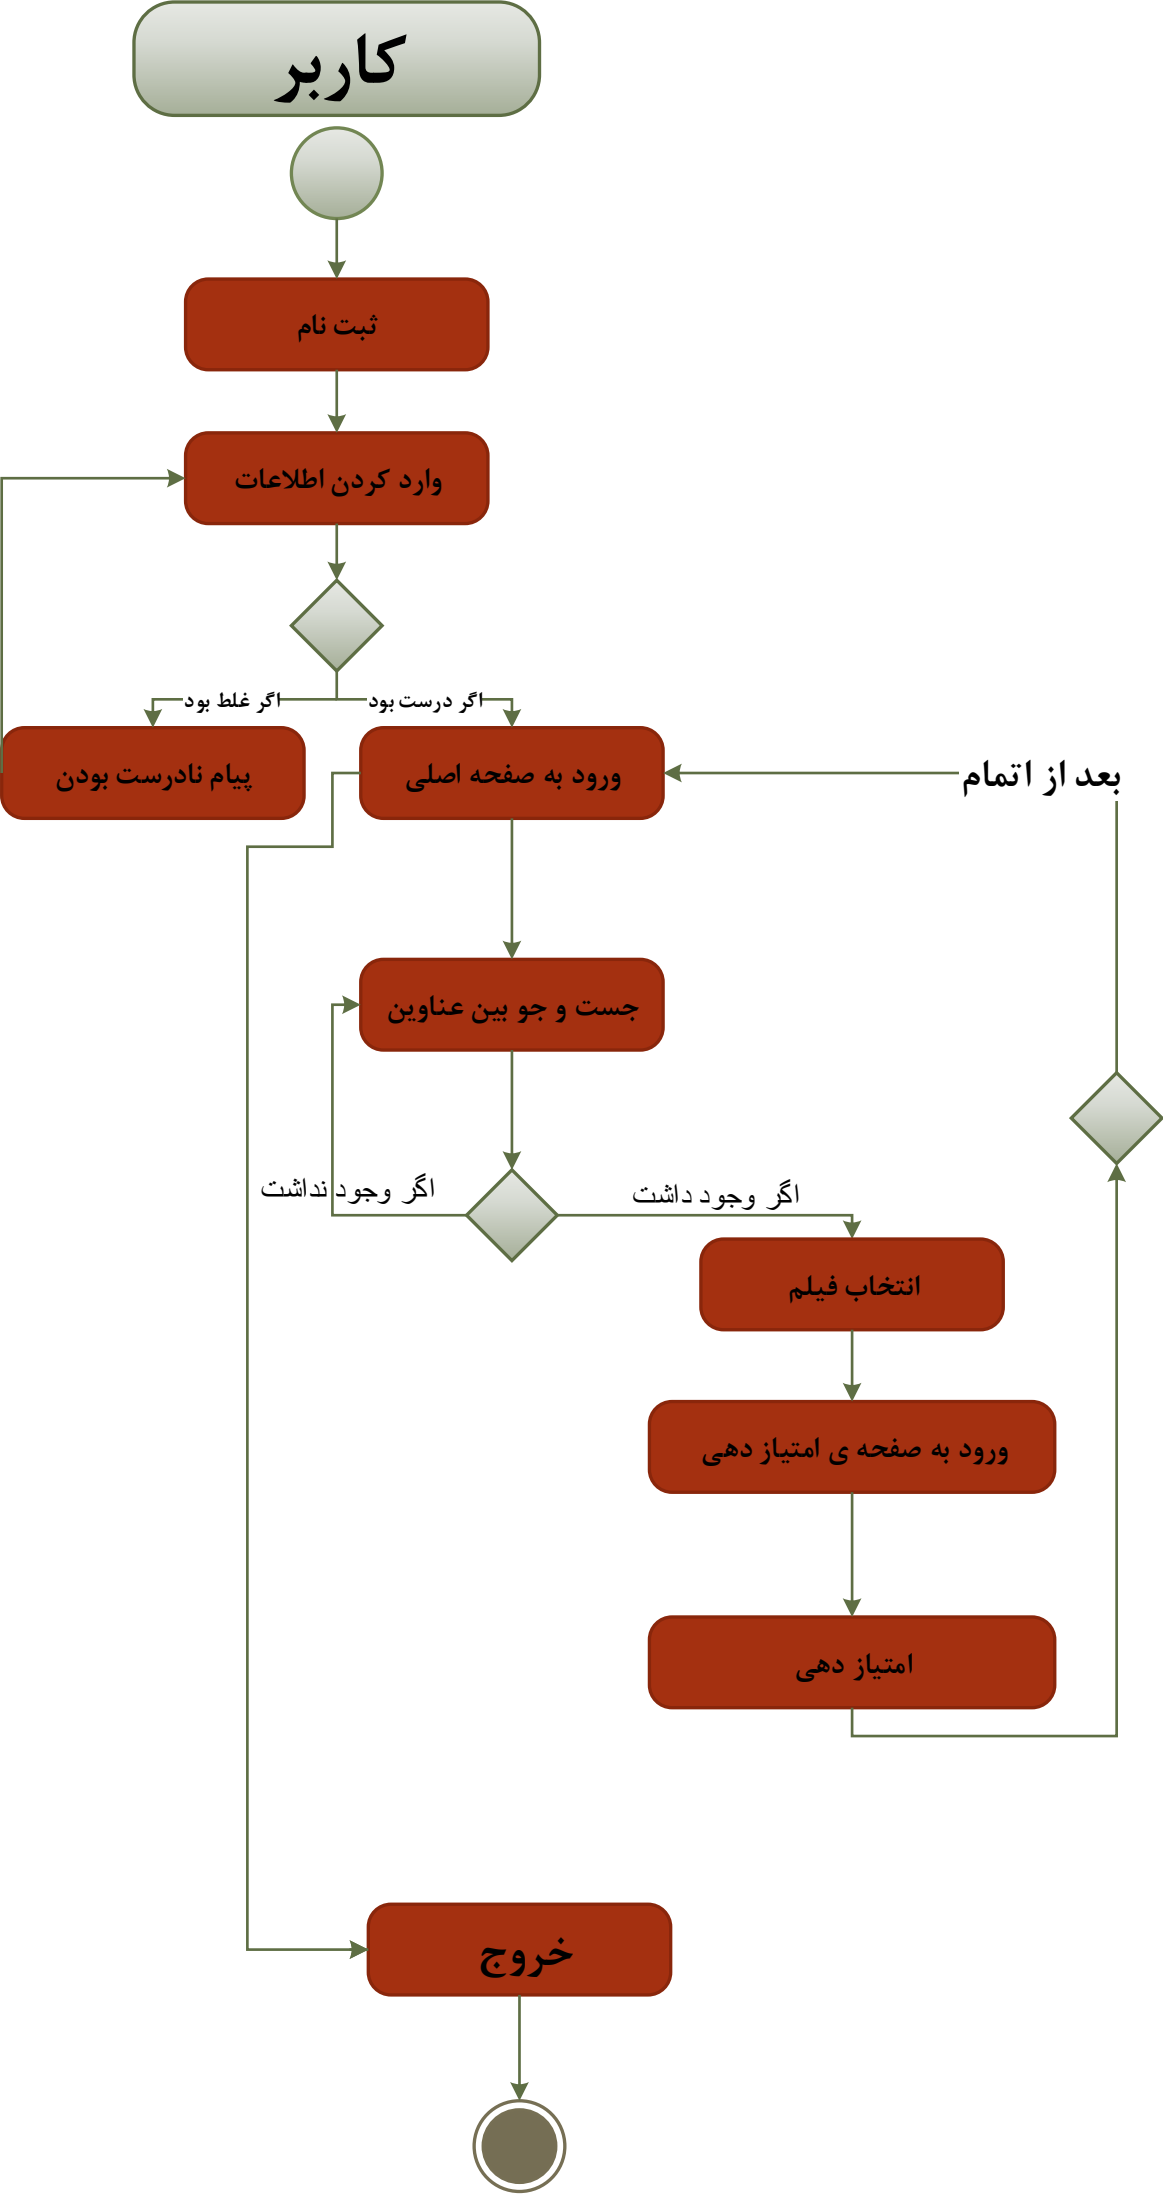 کاربر
ثبت نام
وارد کردن اطلاعات
اگر درست بود
اگر غلط بود
ورود به صفحه اصلی
پیام نادرست بودن
بعد از اتمام
جست و جو بین عناوین
اگر وجود داشت
اگر وجود نداشت
انتخاب فیلم
ورود به صفحه ی امتیاز دهی
امتیاز دهی
خروج